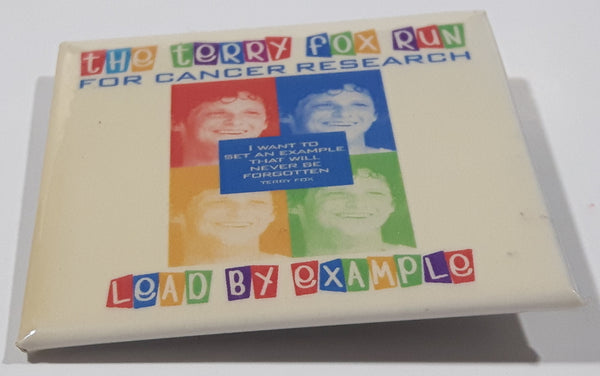 the terry fox run
FOR CANCER RESEARCH
I WANT TO
SET AN EXAMPLE
THAT WILL
NEVER BE
FORGOTTEN
TERRY FOX
LeAD BY eXAMPLe